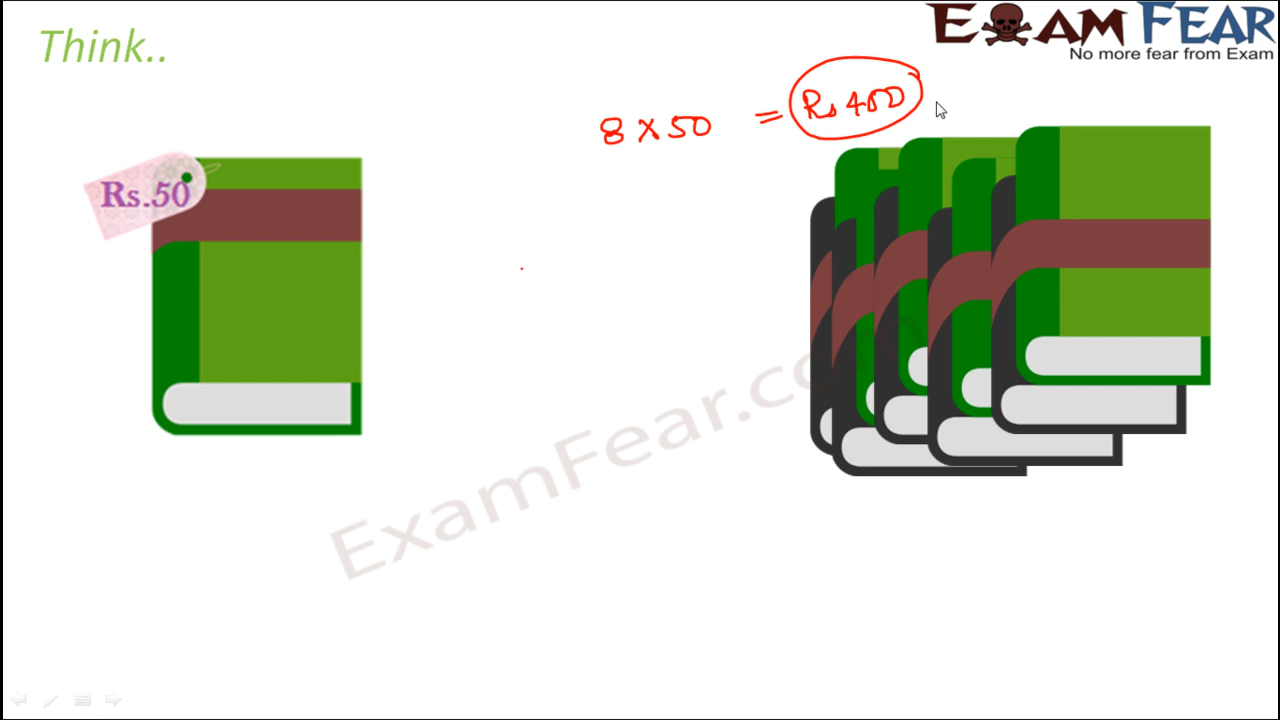 Think..
EXAM FEAR
No more fear from Exam
8 × 50 = Rs 400
Rs.50
ExamFear.com